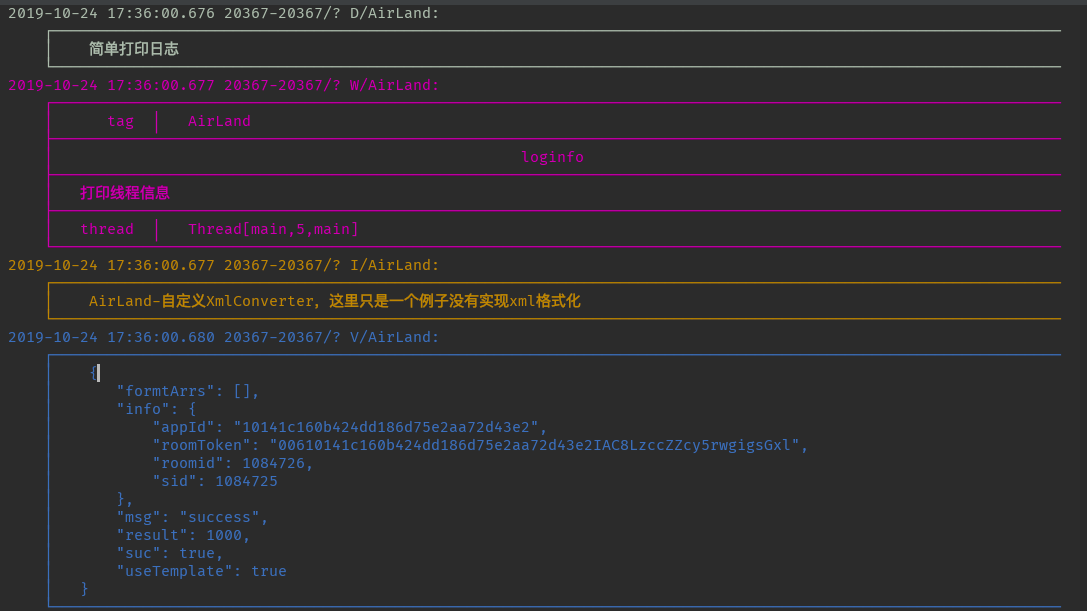 2019-10-24 17:36:00.676 20367-20367/? D/AirLand:
简单打印日志
2019-10-24 17:36:00.677 20367-20367/? W/AirLand:
tag │ AirLand
loginfo
打印线程信息
thread │ Thread[main,5,main]
2019-10-24 17:36:00.677 20367-20367/? I/AirLand:
AirLand-自定义XmlConverter，这里只是一个例子没有实现xml格式化
2019-10-24 17:36:00.680 20367-20367/? V/AirLand:
{
"formtArrs": [],
"info": {
"appId": "10141c160b424dd186d75e2aa72d43e2",
"roomToken": "00610141c160b424dd186d75e2aa72d43e2IAC8LzccZZcy5rwgigsGxl",
"roomid": 1084726,
"sid": 1084725
},
"msg": "success",
"result": 1000,
"suc": true,
"useTemplate": true
}